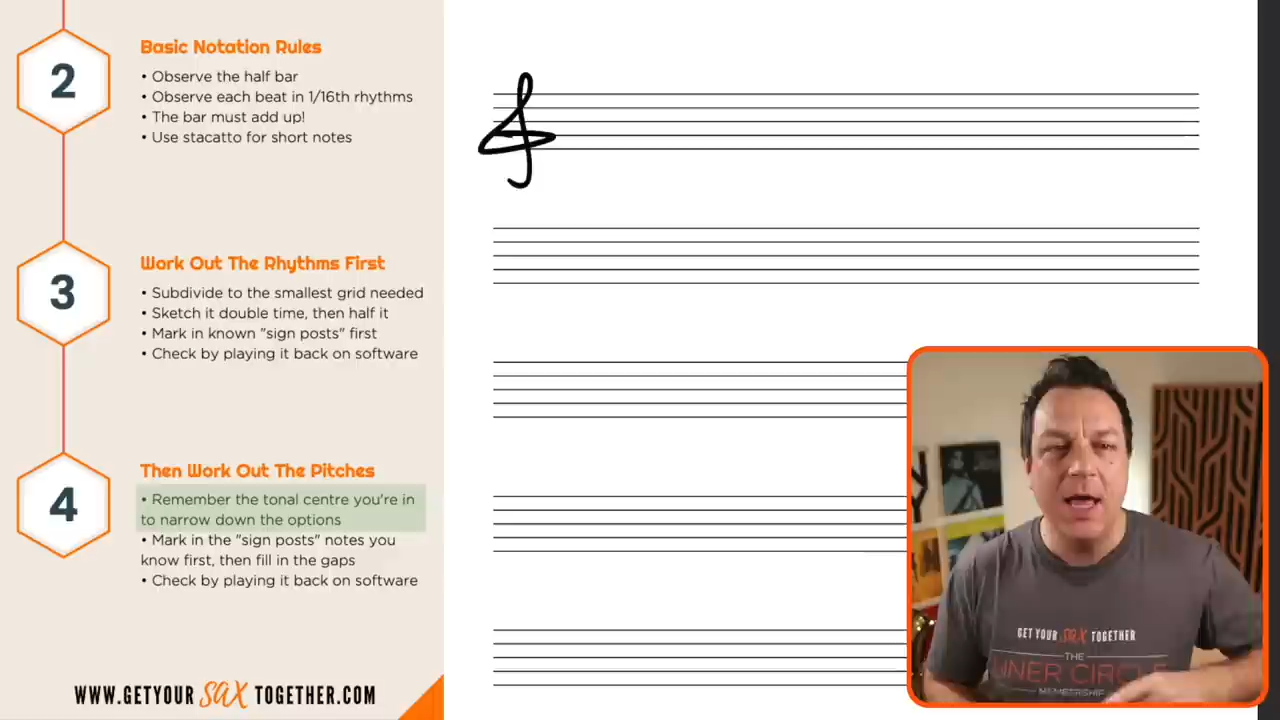 2
Basic Notation Rules
• Observe the half bar
• Observe each beat in 1/16th rhythms
• The bar must add up!
• Use stacatto for short notes
3
Work Out The Rhythms First
• Subdivide to the smallest grid needed
• Sketch it double time, then half it
• Mark in known "sign posts" first
• Check by playing it back on software
4
Then Work Out The Pitches
• Remember the tonal centre you're in
to narrow down the options
• Mark in the "sign posts" notes you
know first, then fill in the gaps
• Check by playing it back on software
WWW.GETYOUR SAX TOGETHER.COM
GET YOUR SAX TOGETHER
THE
INNER CIRCLE
MEMBERSHIP